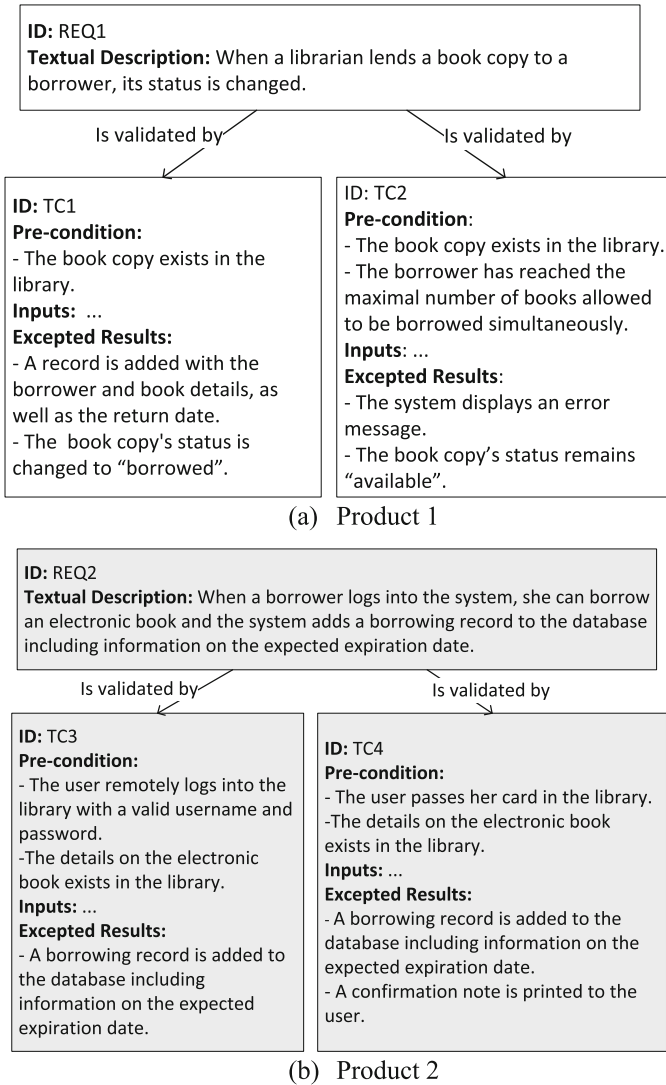 ID: REQ1
Textual Description: When a librarian lends a book copy to a
borrower, its status is changed.
Is validated by
Is validated by
ID: TC1
Pre-condition:
- The book copy exists in the
library.
Inputs: ...
Excepted Results:
- A record is added with the
borrower and book details, as
well as the return date.
- The book copy's status is
changed to “borrowed”.
ID: TC2
Pre-condition:
- The book copy exists in the library.
- The borrower has reached the
maximal number of books allowed
to be borrowed simultaneously.
Inputs: ...
Excepted Results:
- The system displays an error
message.
- The book copy’s status remains
“available”.
(a) Product 1
ID: REQ2
Textual Description: When a borrower logs into the system, she can borrow
an electronic book and the system adds a borrowing record to the database
including information on the expected expiration date.
Is validated by
Is validated by
ID: TC3
Pre-condition:
- The user remotely logs into the
library with a valid username and
password.
-The details on the electronic
book exists in the library.
Inputs: ...
Excepted Results:
- A borrowing record is added to
the database including
information on the expected
expiration date.
ID: TC4
Pre-condition:
- The user passes her card in the library.
-The details on the electronic book
exists in the library.
Inputs: ...
Excepted Results:
- A borrowing record is added to the
database including information on the
expected expiration date.
- A confirmation note is printed to the
user.
(b) Product 2